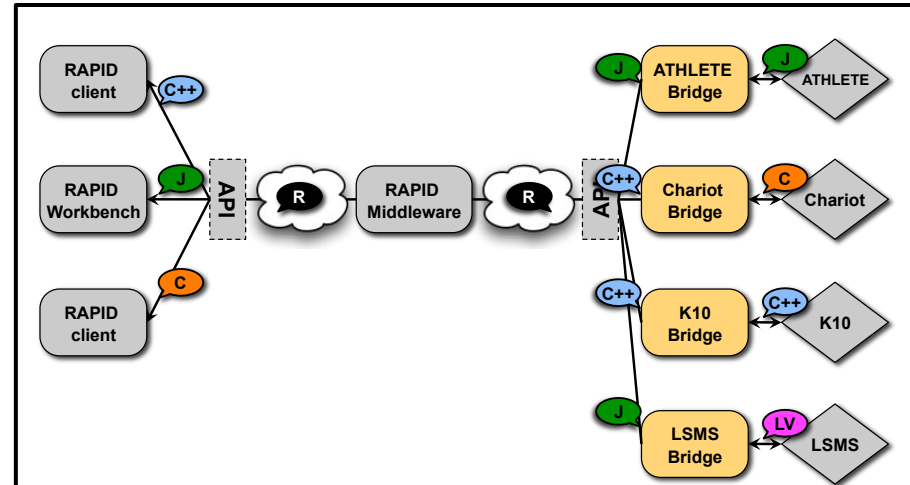 RAPID
client
C++
RAPID
Workbench
J
RAPID
client
C
API
R
RAPID
Middleware
R
API
J
ATHLETE
Bridge
J
ATHLETE
C++
Chariot
Bridge
C
Chariot
C++
K10
Bridge
C++
K10
J
LSMS
Bridge
LV
LSMS